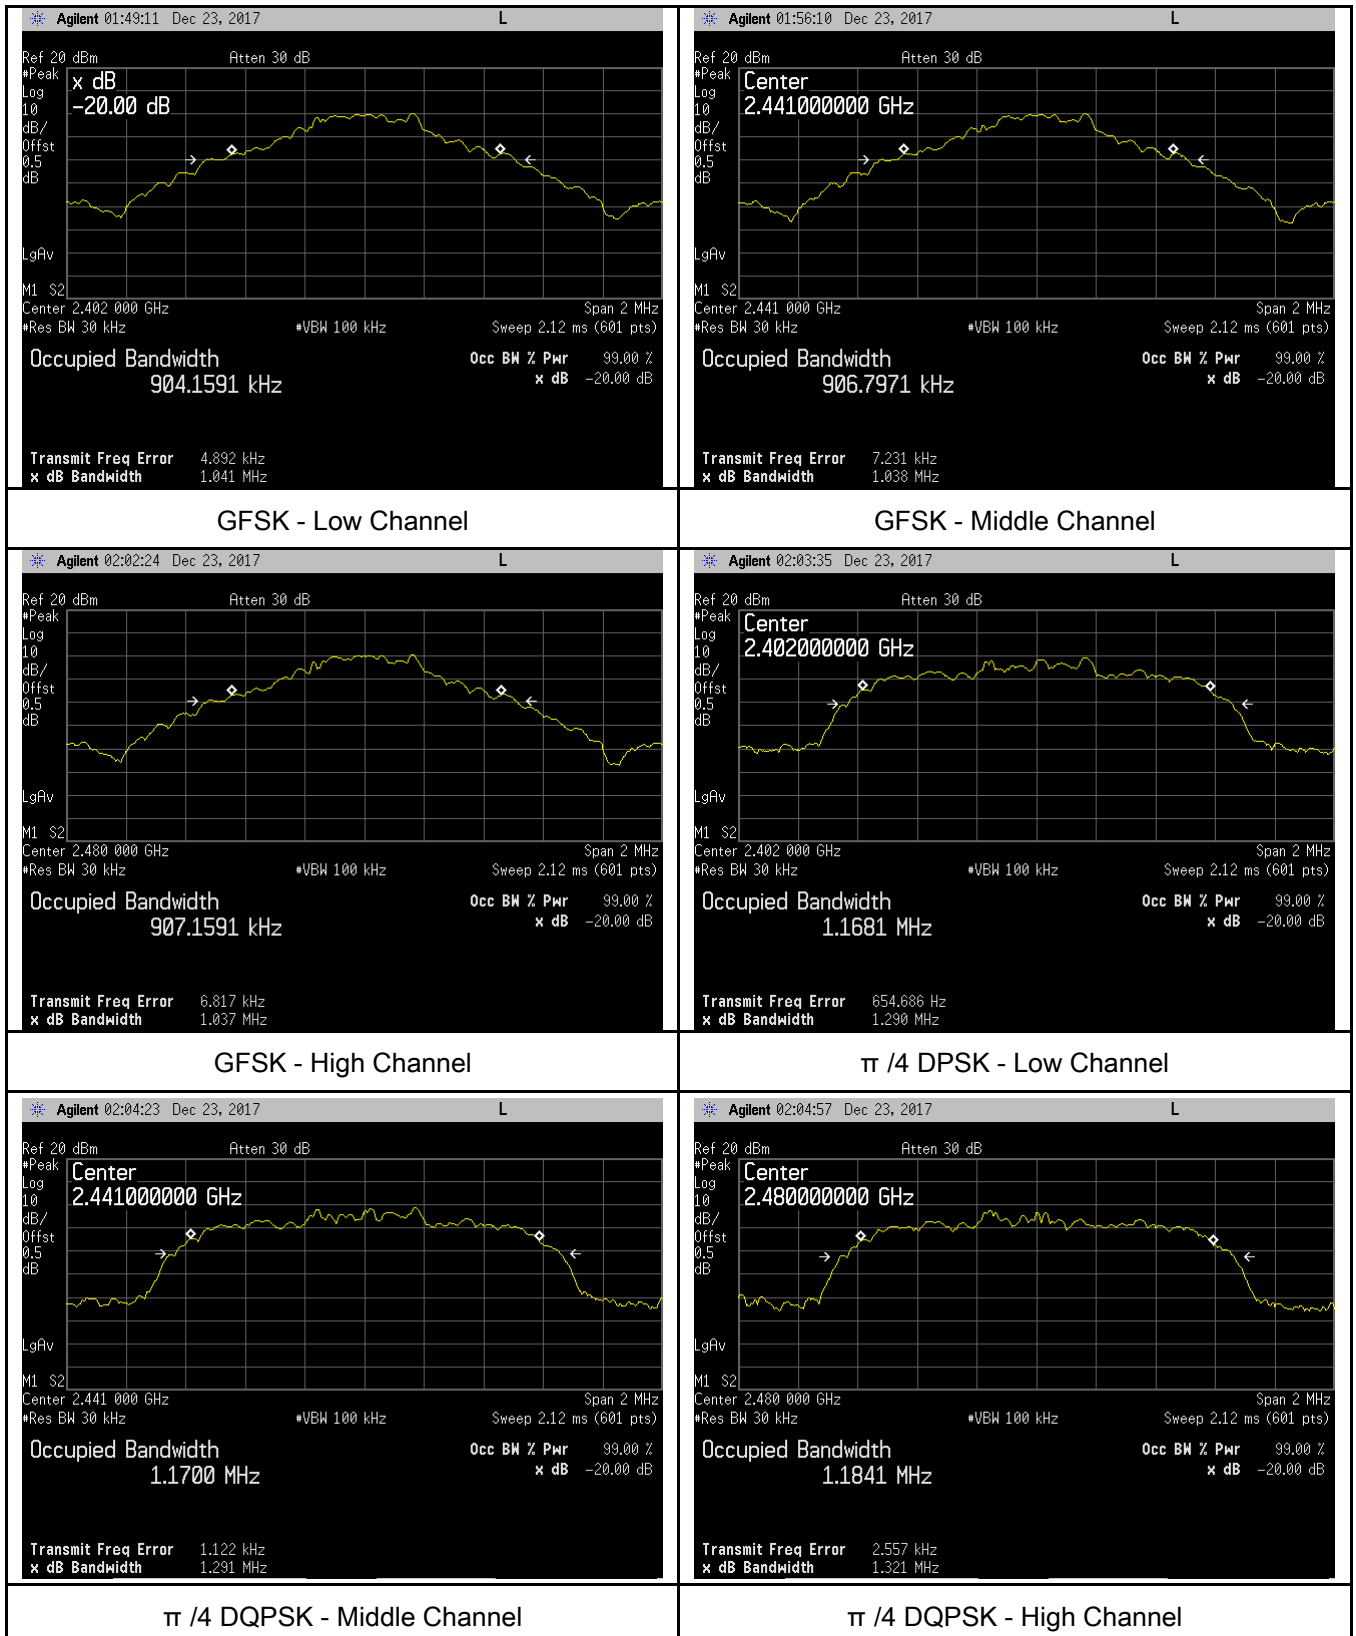 Agilent 01:49:11 Dec 23, 2017 L
Ref 20 dBm Atten 30 dB
#Peak
Log
10
dB/
Offst
0.5
dB
x dB
-20.00 dB
LgAv
M1 S2
Center 2.402 000 GHz Span 2 MHz
#Res BW 30 kHz #VBW 100 kHz Sweep 2.12 ms (601 pts)
Occupied Bandwidth Occ BW % Pwr 99.00 %
904.1591 kHz x dB -20.00 dB
Transmit Freq Error 4.892 kHz
x dB Bandwidth 1.041 MHz
GFSK - Low Channel
Agilent 01:56:10 Dec 23, 2017 L
Ref 20 dBm Atten 30 dB
#Peak
Log
10
dB/
Offst
0.5
dB
Center
2.441000000 GHz
LgAv
M1 S2
Center 2.441 000 GHz Span 2 MHz
#Res BW 30 kHz #VBW 100 kHz Sweep 2.12 ms (601 pts)
Occupied Bandwidth Occ BW % Pwr 99.00 %
906.7971 kHz x dB -20.00 dB
Transmit Freq Error 7.231 kHz
x dB Bandwidth 1.038 MHz
GFSK - Middle Channel
Agilent 02:02:24 Dec 23, 2017 L
Ref 20 dBm Atten 30 dB
#Peak
Log
10
dB/
Offst
0.5
dB
LgAv
M1 S2
Center 2.480 000 GHz Span 2 MHz
#Res BW 30 kHz #VBW 100 kHz Sweep 2.12 ms (601 pts)
Occupied Bandwidth Occ BW % Pwr 99.00 %
907.1591 kHz x dB -20.00 dB
Transmit Freq Error 6.817 kHz
x dB Bandwidth 1.037 MHz
GFSK - High Channel
Agilent 02:03:35 Dec 23, 2017 L
Ref 20 dBm Atten 30 dB
#Peak
Log
10
dB/
Offst
0.5
dB
Center
2.402000000 GHz
LgAv
M1 S2
Center 2.402 000 GHz Span 2 MHz
#Res BW 30 kHz #VBW 100 kHz Sweep 2.12 ms (601 pts)
Occupied Bandwidth Occ BW % Pwr 99.00 %
1.1681 MHz x dB -20.00 dB
Transmit Freq Error 654.686 Hz
x dB Bandwidth 1.290 MHz
π /4 DPSK - Low Channel
Agilent 02:04:23 Dec 23, 2017 L
Ref 20 dBm Atten 30 dB
#Peak
Log
10
dB/
Offst
0.5
dB
Center
2.441000000 GHz
LgAv
M1 S2
Center 2.441 000 GHz Span 2 MHz
#Res BW 30 kHz #VBW 100 kHz Sweep 2.12 ms (601 pts)
Occupied Bandwidth Occ BW % Pwr 99.00 %
1.1700 MHz x dB -20.00 dB
Transmit Freq Error 1.122 kHz
x dB Bandwidth 1.291 MHz
π /4 DQPSK - Middle Channel
Agilent 02:04:57 Dec 23, 2017 L
Ref 20 dBm Atten 30 dB
#Peak
Log
10
dB/
Offst
0.5
dB
Center
2.480000000 GHz
LgAv
M1 S2
Center 2.480 000 GHz Span 2 MHz
#Res BW 30 kHz #VBW 100 kHz Sweep 2.12 ms (601 pts)
Occupied Bandwidth Occ BW % Pwr 99.00 %
1.1841 MHz x dB -20.00 dB
Transmit Freq Error 2.557 kHz
x dB Bandwidth 1.321 MHz
π /4 DQPSK - High Channel